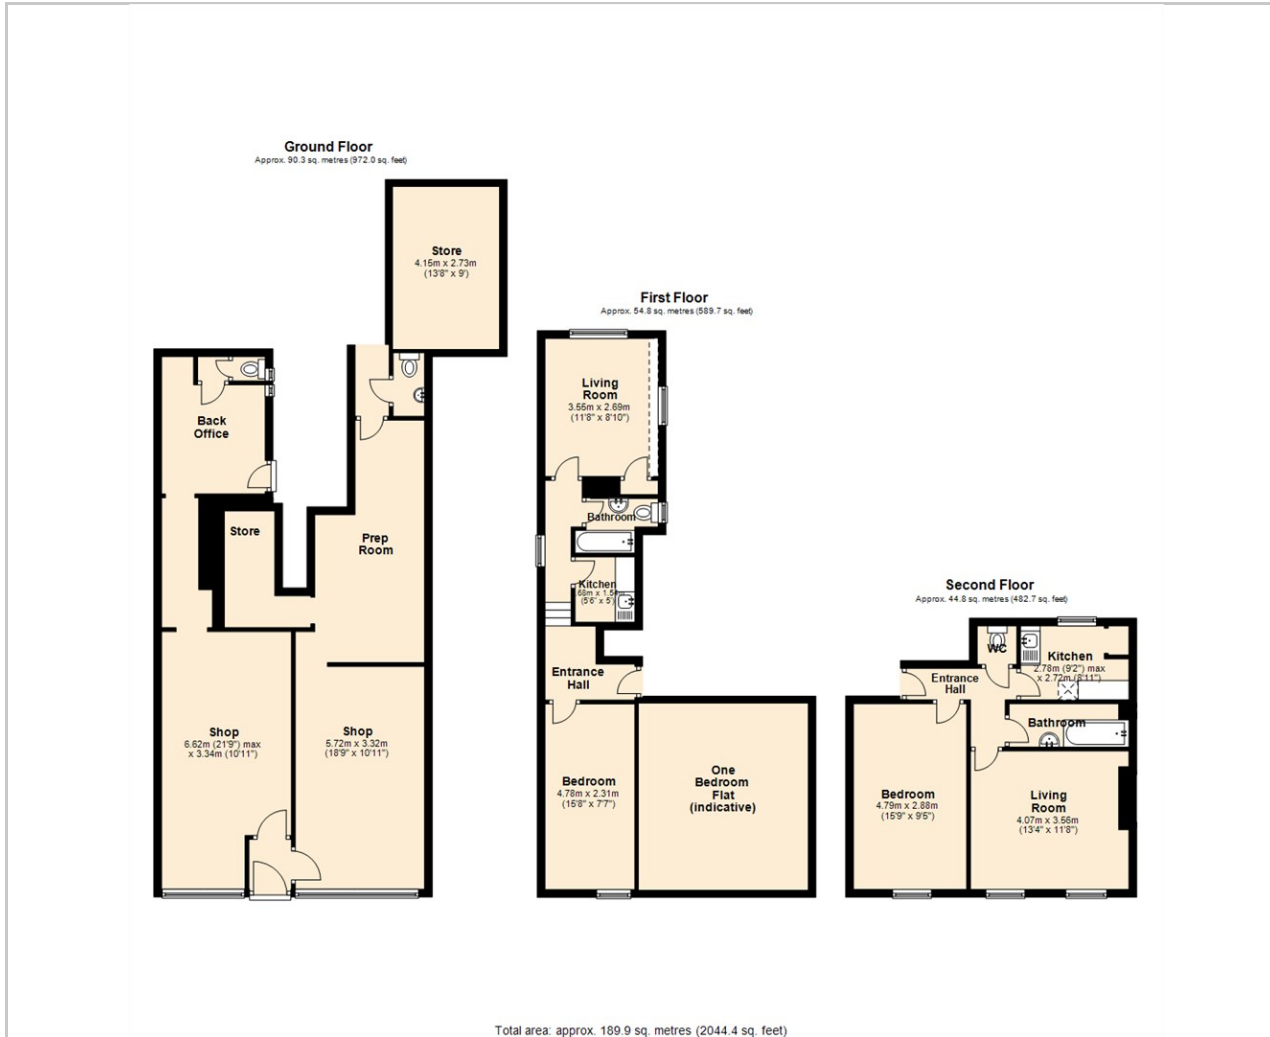 Ground Floor
Approx. 90.3 sq. metres (972.0 sq. feet)
Store
4.15m x 2.73m
(13'8" x 9')
Back
Office
Store
Prep
Room
Shop
6.62m (21'9") max
x 3.34m (10'11")
Shop
5.72m x 3.32m
(18'9" x 10'11")
First Floor
Approx. 54.8 sq. metres (589.7 sq. feet)
Living
Room
3.55m x 2.69m
(11'8" x 8'10")
Bathroom
Kitchen
(5'6" x 5')
Entrance
Hall
Bedroom
4.78m x 2.31m
(15'8" x 7'7")
One
Bedroom
Flat
(indicative)
Second Floor
Approx. 44.8 sq. metres (482.7 sq. feet)
WC
Kitchen
2.78m (9'2") max
x 2.72m (8'11")
Entrance
Hall
Bathroom
Bedroom
4.79m x 2.88m
(15'9" x 9'5")
Living
Room
4.07m x 3.56m
(13'4" x 11'8")
Total area: approx. 189.9 sq. metres (2044.4 sq. feet)